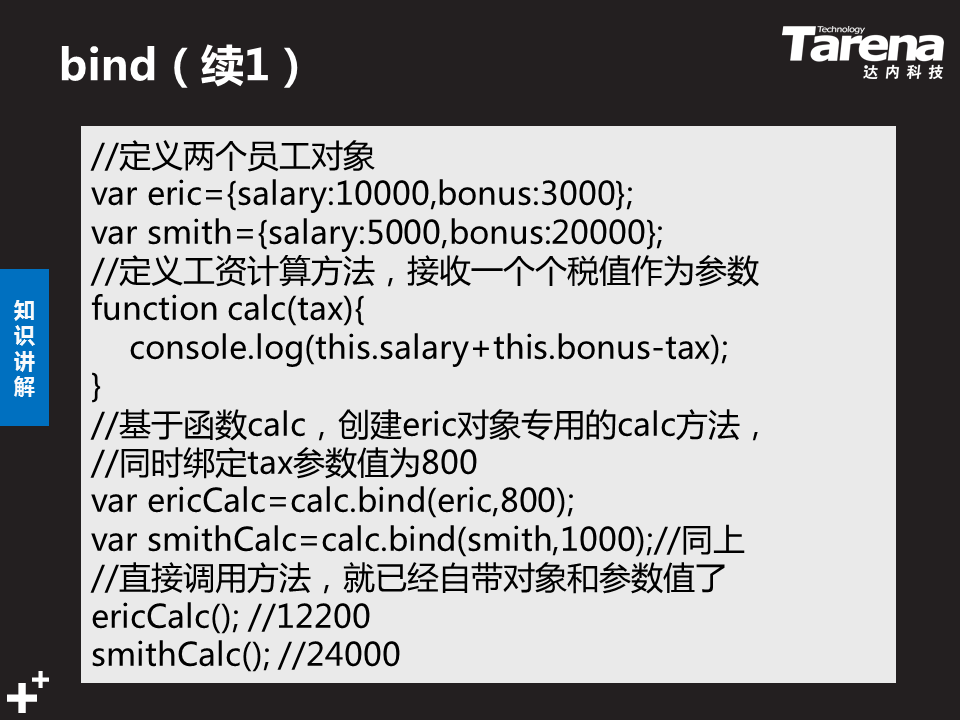 bind（续1）
Technology
Tarena
达内科技
//定义两个员工对象
var eric={salary:10000,bonus:3000};
var smith={salary:5000,bonus:20000};
//定义工资计算方法，接收一个个税值作为参数
function calc(tax){
    console.log(this.salary+this.bonus-tax);
}
//基于函数calc，创建eric对象专用的calc方法，
//同时绑定tax参数值为800
var ericCalc=calc.bind(eric,800);
var smithCalc=calc.bind(smith,1000);//同上
//直接调用方法，就已经自带对象和参数值了
ericCalc(); //12200
smithCalc(); //24000
知
识
讲
解